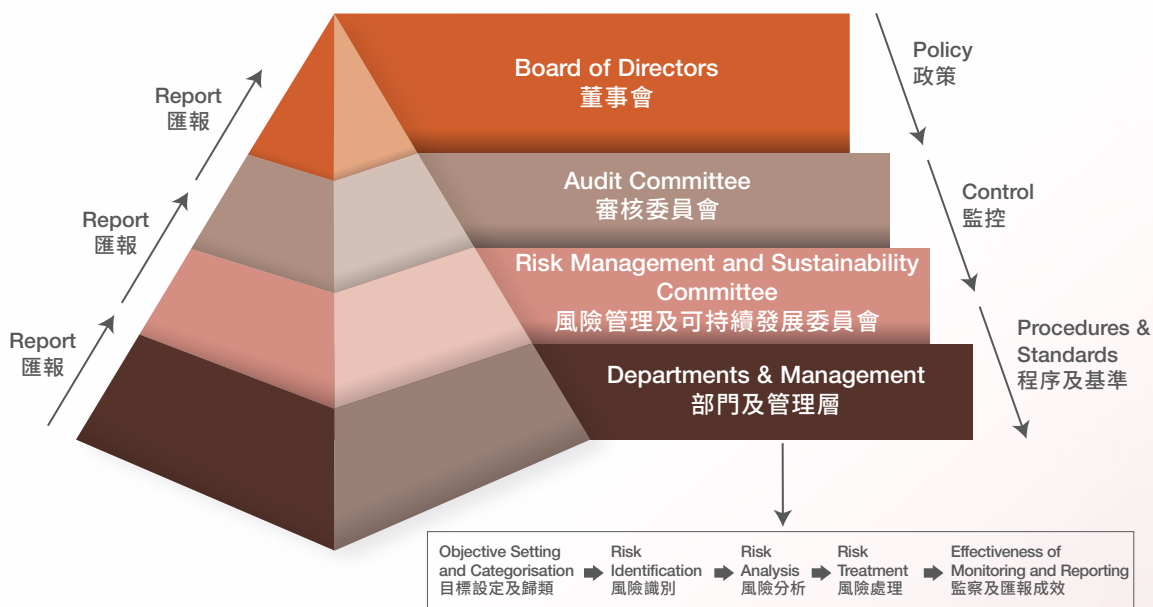 Board of Directors
董事會
Audit Committee
審核委員會
Risk Management and Sustainability
Committee
風險管理及可持續發展委員會
Departments & Management
部門及管理層
Report
匯報
Report
匯報
Report
匯報
Policy
政策
Control
監控
Procedures &
Standards
程序及基準
Objective Setting
and Categorisation
目標設定及歸類
Risk
Identification
風險識別
Risk
Analysis
風險分析
Risk
Treatment
風險處理
Effectiveness of
Monitoring and Reporting
監察及匯報成效